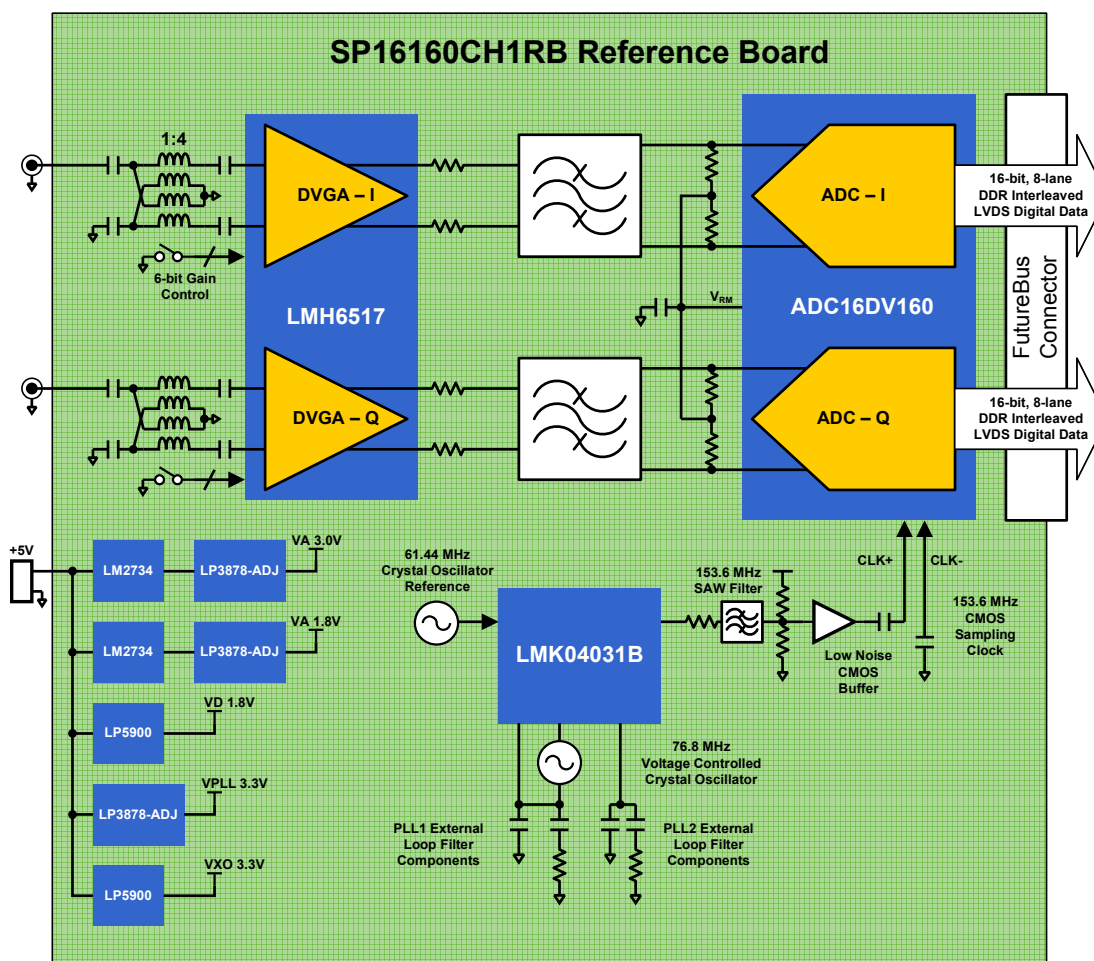 SP16160CH1RB Reference Board
1:4
DVGA – I
ADC – I
16-bit, 8-lane
DDR Interleaved
LVDS Digital Data
6-bit Gain
Control
LMH6517
VRM
ADC16DV160
FutureBus
Connector
DVGA – Q
ADC – Q
16-bit, 8-lane
DDR Interleaved
LVDS Digital Data
+5V
LM2734
LP3878-ADJ
VA 3.0V
LM2734
LP3878-ADJ
VA 1.8V
LP5900
VD 1.8V
LP3878-ADJ
VPLL 3.3V
LP5900
VXO 3.3V
61.44 MHz
Crystal Oscillator
Reference
LMK04031B
153.6 MHz
SAW Filter
CLK+
CLK-
Low Noise
CMOS
Buffer
153.6 MHz
CMOS
Sampling
Clock
76.8 MHz
Voltage Controlled
Crystal Oscillator
PLL1 External
Loop Filter
Components
PLL2 External
Loop Filter
Components